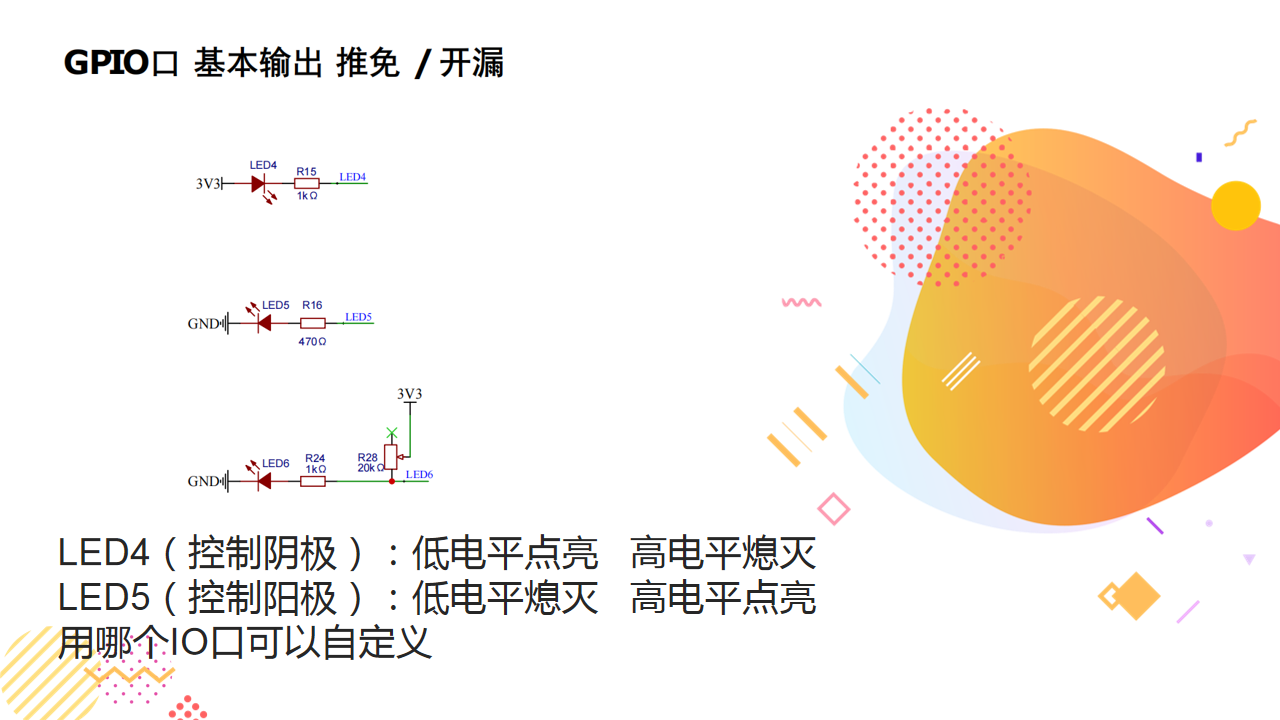 GPIO口 基本输出 推免 / 开漏
LED4
R15
3V3
LED4
1kΩ
LED5 R16
GND
LED5
470Ω
3V3
LED6
R24
1kΩ
R28
20kΩ
GND
LED6
LED4（控制阴极）：低电平点亮 高电平熄灭
LED5（控制阳极）：低电平熄灭 高电平点亮
用哪个IO口可以自定义